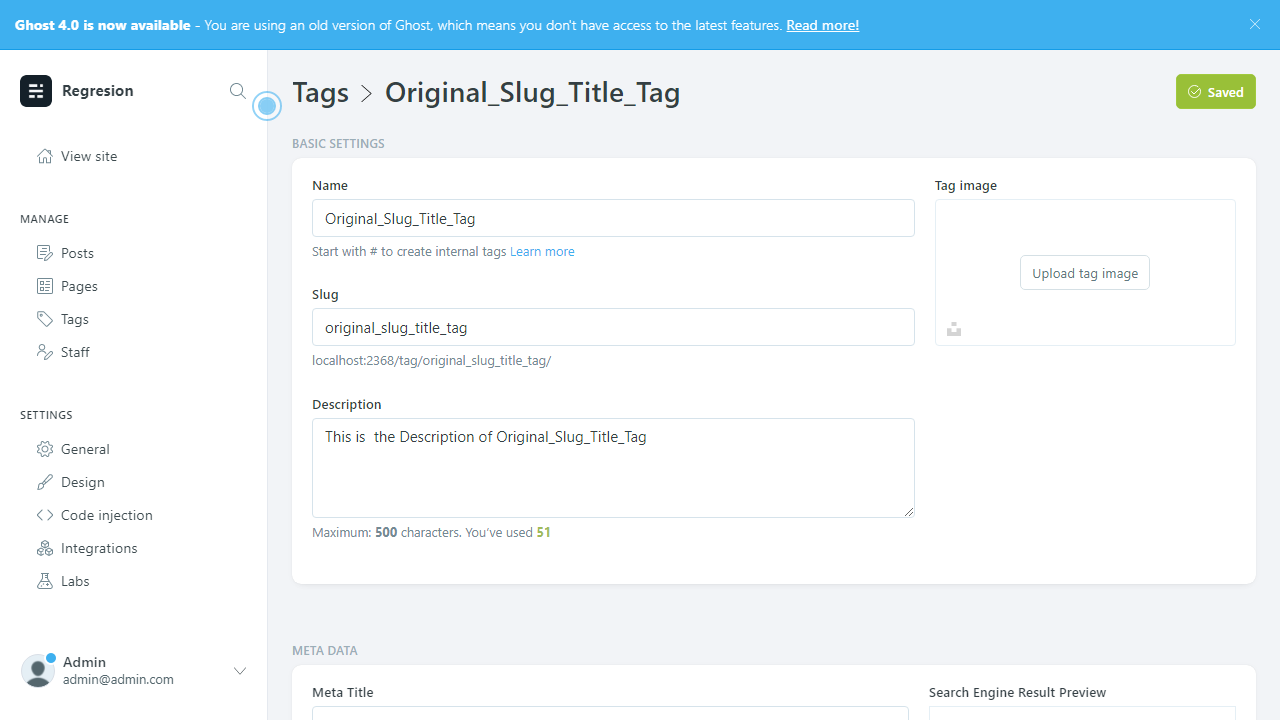 Ghost 4.0 is now available - You are using an old version of Ghost, which means you don't have access to the latest features. Read more!
Regresion
View site
MANAGE
Posts
Pages
Tags
Staff
SETTINGS
General
Design
Code injection
Integrations
Labs
Admin
admin@admin.com
Tags > Original_Slug_Title_Tag
Saved
BASIC SETTINGS
Name
Original_Slug_Title_Tag
Start with # to create internal tags Learn more
Slug
original_slug_title_tag
localhost:2368/tag/original_slug_title_tag/
Description
This is  the Description of Original_Slug_Title_Tag
Maximum: 500 characters. You’ve used 51
Tag image
Upload tag image
META DATA
Meta Title
Search Engine Result Preview